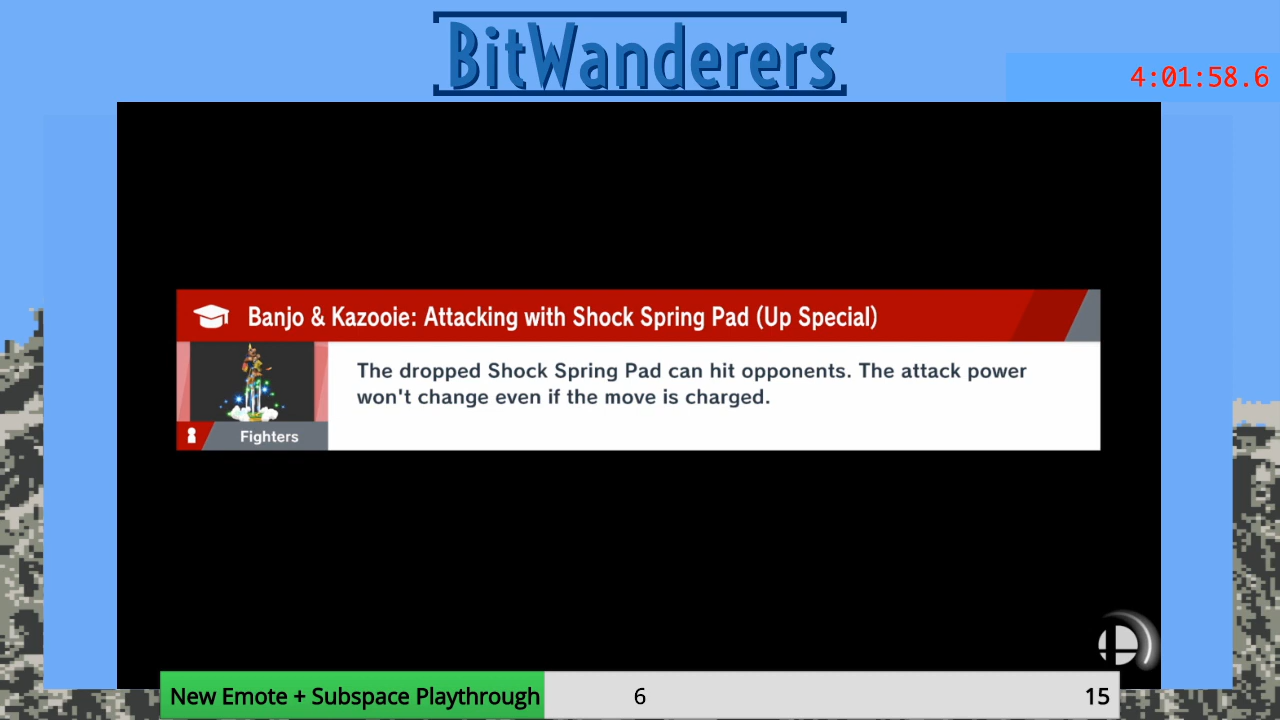 BitWanderers
4:01:58.6
Banjo & Kazooie: Attacking with Shock Spring Pad (Up Special)
The dropped Shock Spring Pad can hit opponents. The attack power
won't change even if the move is charged.
Fighters
New Emote + Subspace Playthrough 6 15